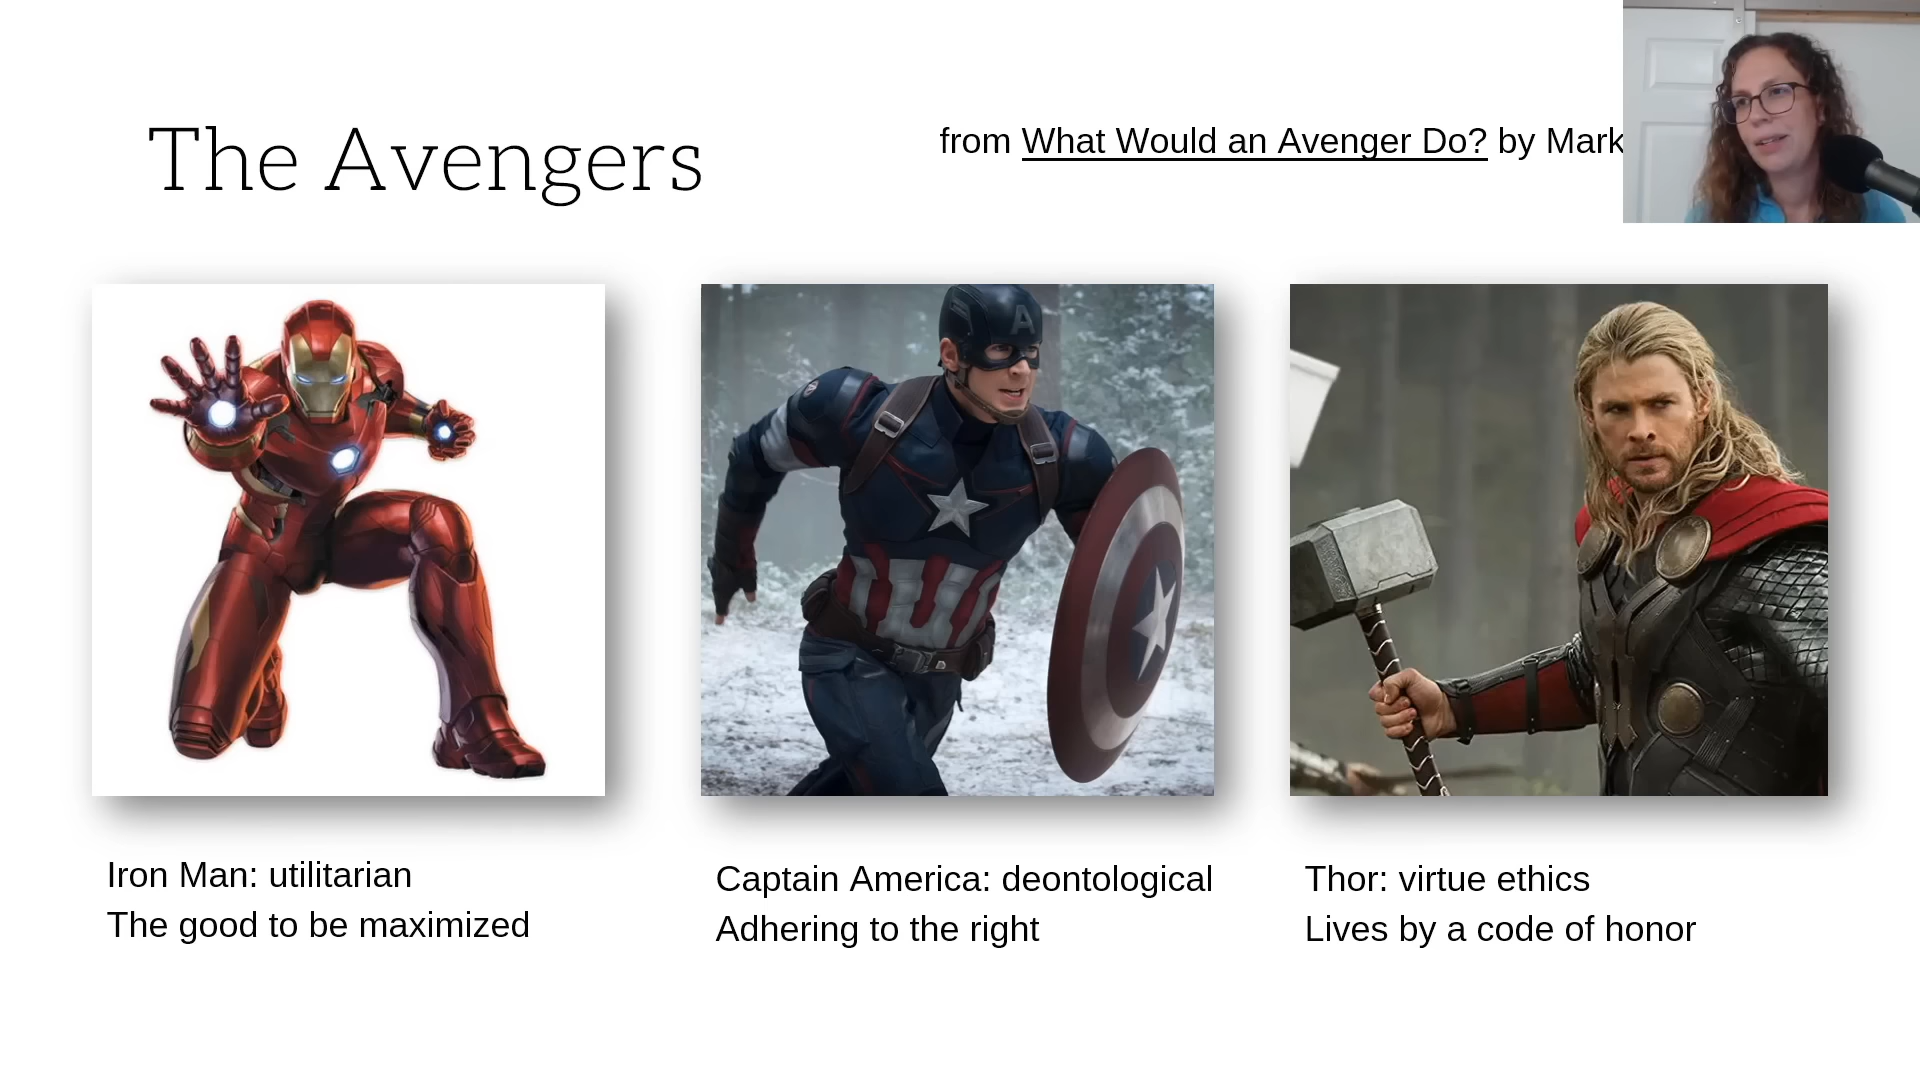 The Avengers
from What Would an Avenger Do? by Mark
A
Iron Man: utilitarian
The good to be maximized
Captain America: deontological
Adhering to the right
Thor: virtue ethics
Lives by a code of honor